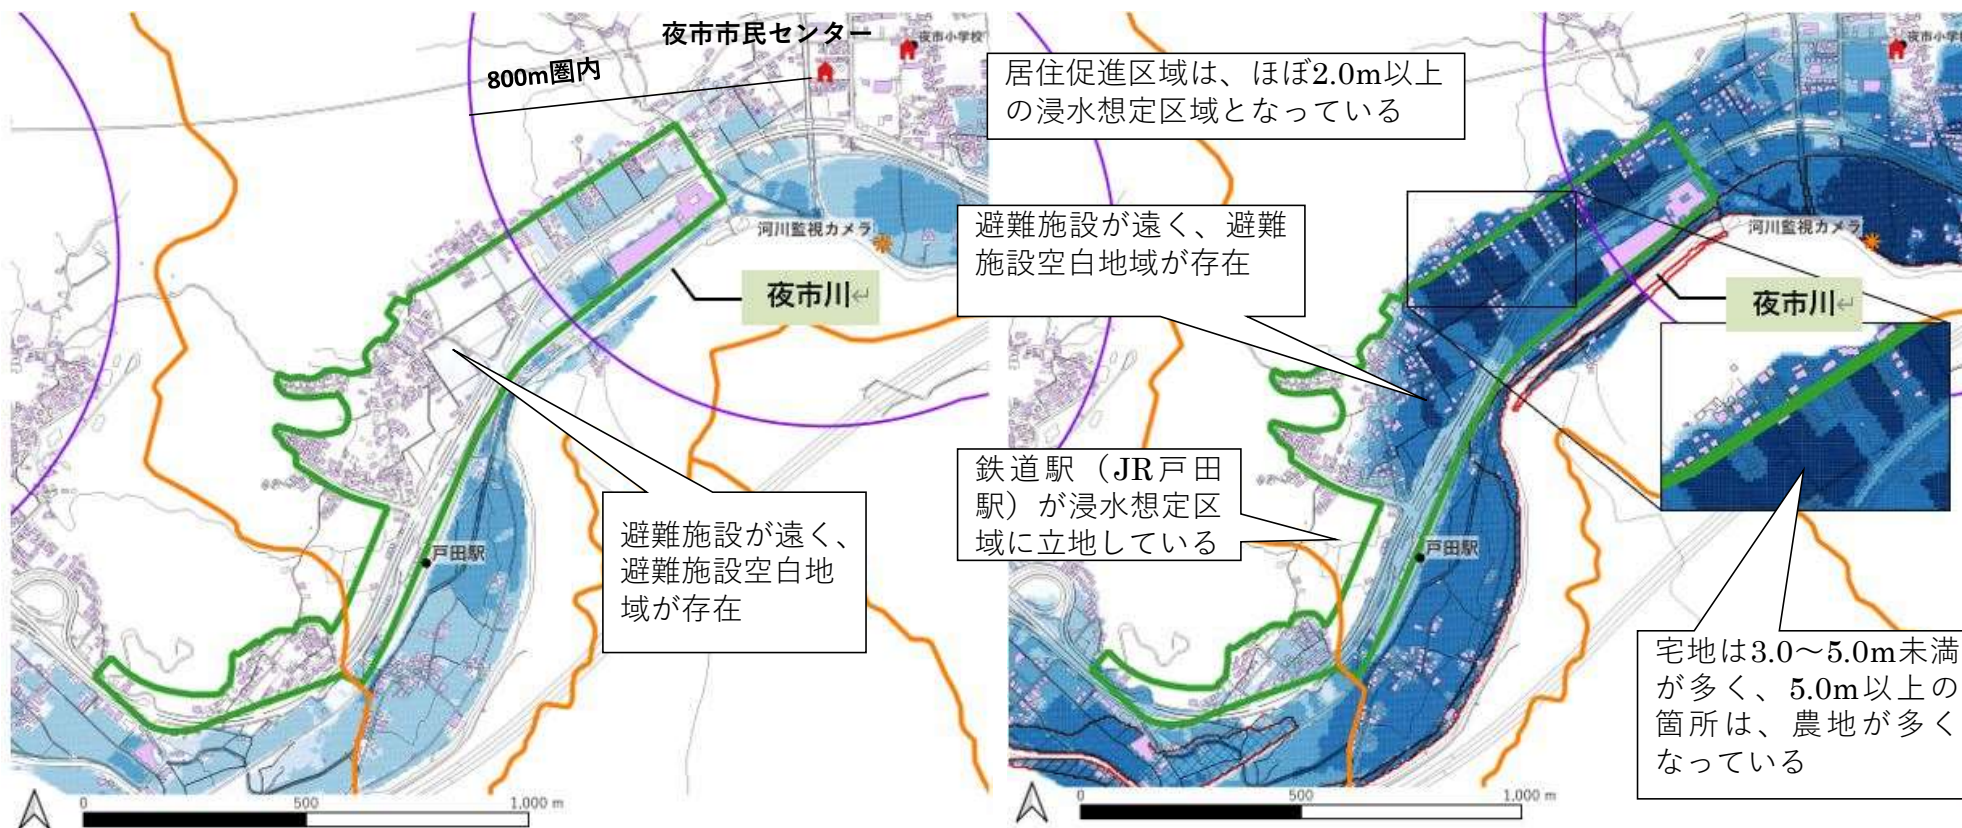 夜市市民センター
夜市小学校
800m圏内
河川監視カメラ
夜市川↵
避難施設が遠く、
避難施設空白地
域が存在
戸田駅
0 500 1,000 m
夜市小学校
居住促進区域は、ほぼ2.0m以上
の浸水想定区域となっている
避難施設が遠く、避難
施設空白地域が存在
河川監視カメラ
夜市川↵
鉄道駅（JR戸田
駅）が浸水想定区
域に立地している
戸田駅
宅地は3.0～5.0m未満
が多く、5.0m以上の
箇所は、農地が多く
なっている
0 500 1,000 m